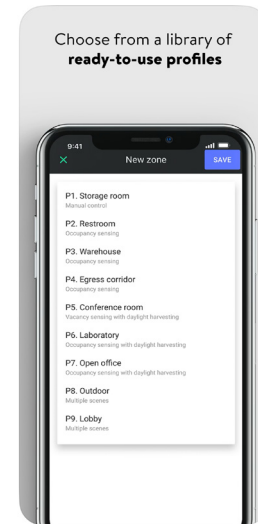 Choose from a library of
ready-to-use profiles
9:41
New zone
SAVE
P1. Storage room
Manual control
P2. Restroom
Occupancy sensing
P3. Warehouse
Occupancy sensing
P4. Egress corridor
Occupancy sensing
P5. Conference room
Vacancy sensing with daylight harvesting
P6. Laboratory
Occupancy sensing with daylight harvesting
P7. Open office
Occupancy sensing with daylight harvesting
P8. Outdoor
Multiple scenes
P9. Lobby
Multiple scenes